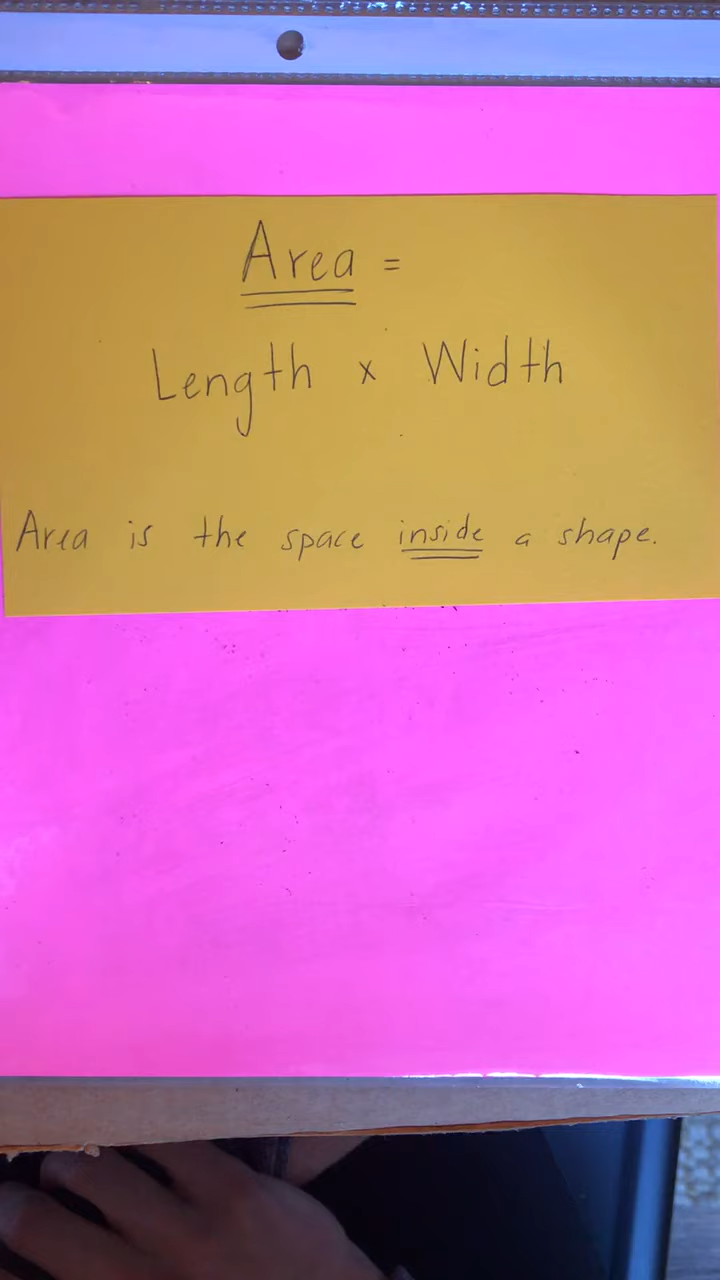 Area =
Length x Width
Area is the space inside a shape.